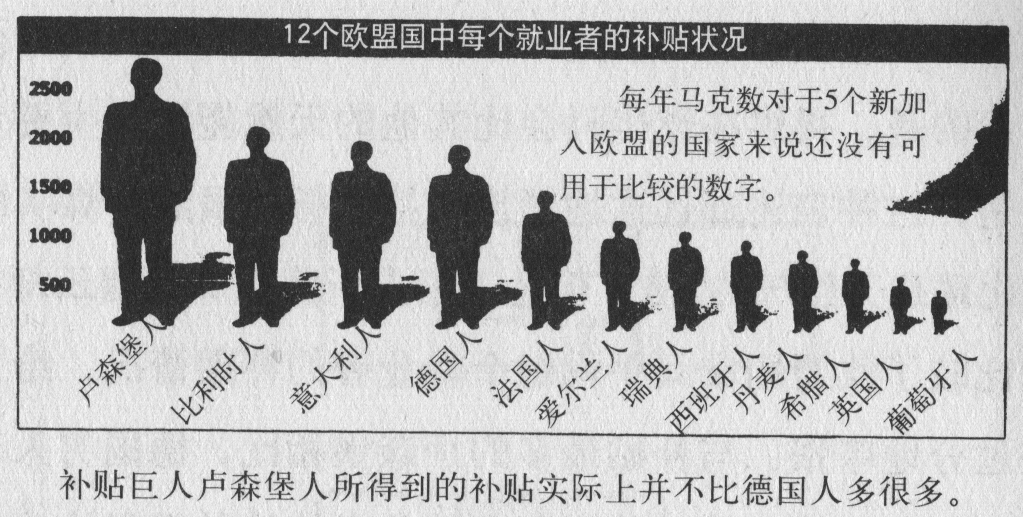 12个欧盟国中每个就业者的补贴状况
2500
2000
1500
1000
500
每年马克数对于5个新加
入欧盟的国家来说还没有可
用于比较的数字。
卢森堡人
比利时人
意大利人
德国人
法国人
爱尔兰人
瑞典人
西班牙人
丹麦人
希腊人
英国人
葡萄牙人
补贴巨人卢森堡人所得到的补贴实际上并不比德国人多很多。